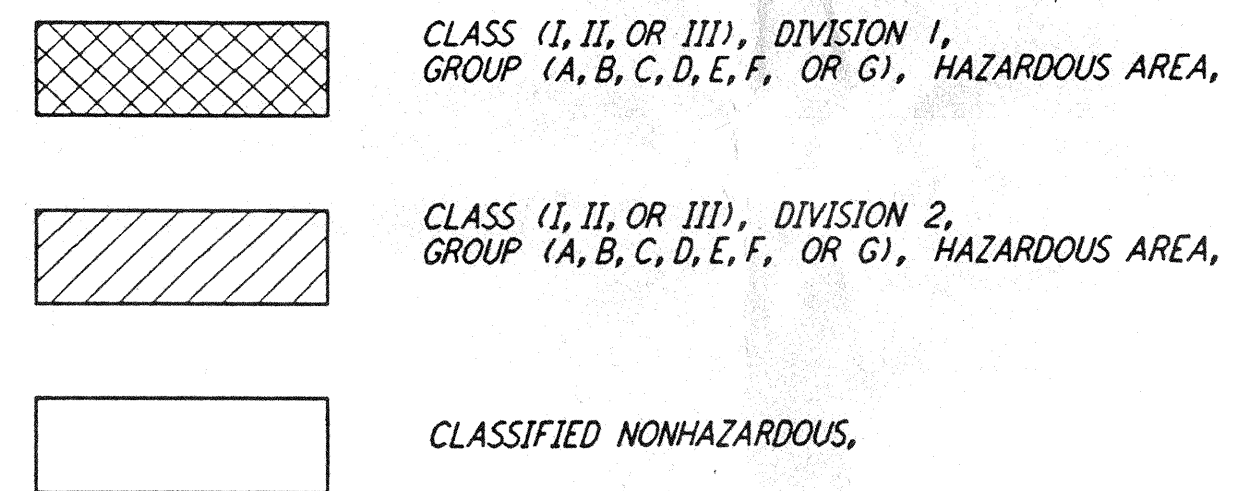 CLASS (I, II, OR III), DIVISION 1,
GROUP (A, B, C, D, E, F, OR G), HAZARDOUS AREA,
CLASS (I, II, OR III), DIVISION 2,
GROUP (A, B, C, D, E, F, OR G), HAZARDOUS AREA,
CLASSIFIED NONHAZARDOUS,